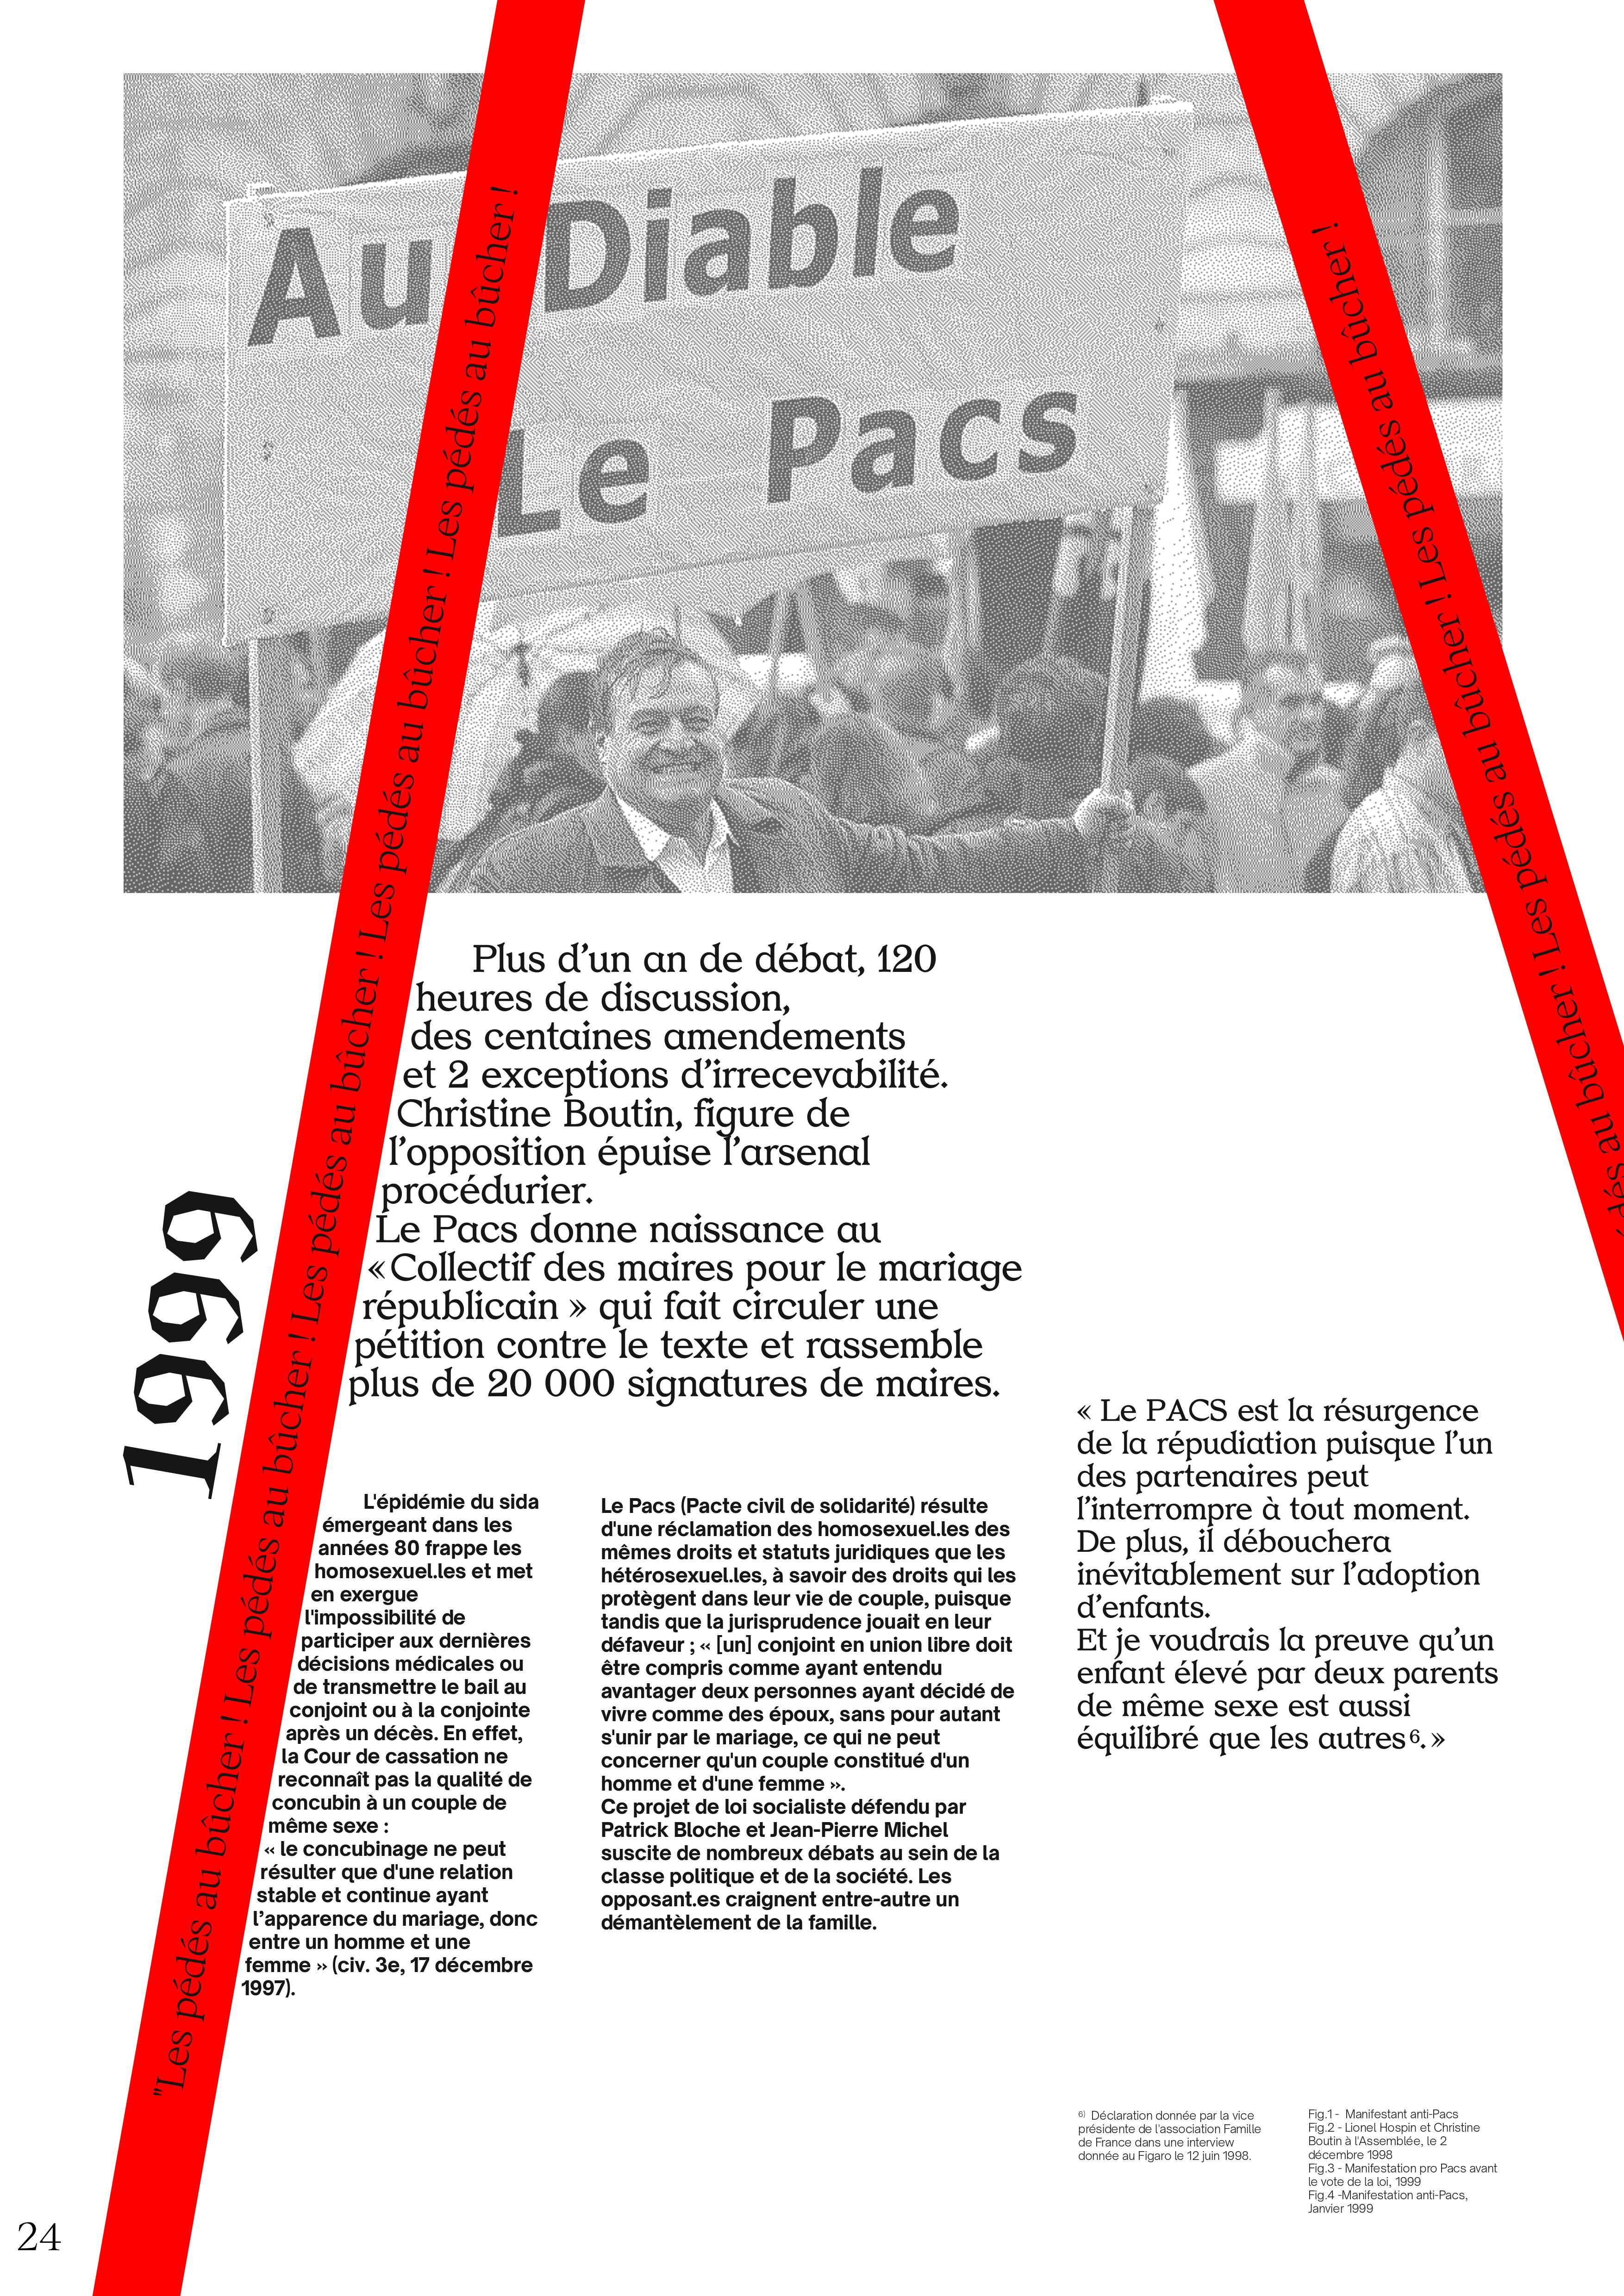 Au Diable
Le Pacs
"Les pédés au bûcher ! Les pédés au bûcher ! Les pédés au bûcher ! Les pédés au bûcher ! Les pédés au bûcher ! Les pédés au bûcher !
Les pédés au bûcher ! Les pédés au bûcher ! Les pédés au bûcher !
1999
Plus d’un an de débat, 120
heures de discussion,
des centaines amendements
et 2 exceptions d’irrecevabilité.
Christine Boutin, figure de
l’opposition épuise l’arsenal
procédurier.
Le Pacs donne naissance au
«Collectif des maires pour le mariage
républicain » qui fait circuler une
pétition contre le texte et rassemble
plus de 20 000 signatures de maires.
L'épidémie du sida
émergeant dans les
années 80 frappe les
homosexuel.les et met
en exergue
l'impossibilité de
participer aux dernières
décisions médicales ou
de transmettre le bail au
conjoint ou à la conjointe
après un décès. En effet,
la Cour de cassation ne
reconnaît pas la qualité de
concubin à un couple de
même sexe :
« le concubinage ne peut
résulter que d'une relation
stable et continue ayant
l’apparence du mariage, donc
entre un homme et une
femme » (civ. 3e, 17 décembre
1997).
Le Pacs (Pacte civil de solidarité) résulte
d'une réclamation des homosexuel.les des
mêmes droits et statuts juridiques que les
hétérosexuel.les, à savoir des droits qui les
protègent dans leur vie de couple, puisque
tandis que la jurisprudence jouait en leur
défaveur ; « [un] conjoint en union libre doit
être compris comme ayant entendu
avantager deux personnes ayant décidé de
vivre comme des époux, sans pour autant
s'unir par le mariage, ce qui ne peut
concerner qu'un couple constitué d'un
homme et d'une femme ».
Ce projet de loi socialiste défendu par
Patrick Bloche et Jean-Pierre Michel
suscite de nombreux débats au sein de la
classe politique et de la société. Les
opposant.es craignent entre-autre un
démantèlement de la famille.
« Le PACS est la résurgence
de la répudiation puisque l’un
des partenaires peut
l’interrompre à tout moment.
De plus, il débouchera
inévitablement sur l’adoption
d’enfants.
Et je voudrais la preuve qu’un
enfant élevé par deux parents
de même sexe est aussi
équilibré que les autres 6. »
6) Déclaration donnée par la vice
présidente de l'association Famille
de France dans une interview
donnée au Figaro le 12 juin 1998.
Fig.1 - Manifestant anti-Pacs
Fig.2 - Lionel Hospin et Christine
Boutin à l'Assemblée, le 2
décembre 1998
Fig.3 - Manifestation pro Pacs avant
le vote de la loi, 1999
Fig.4 -Manifestation anti-Pacs,
Janvier 1999
24